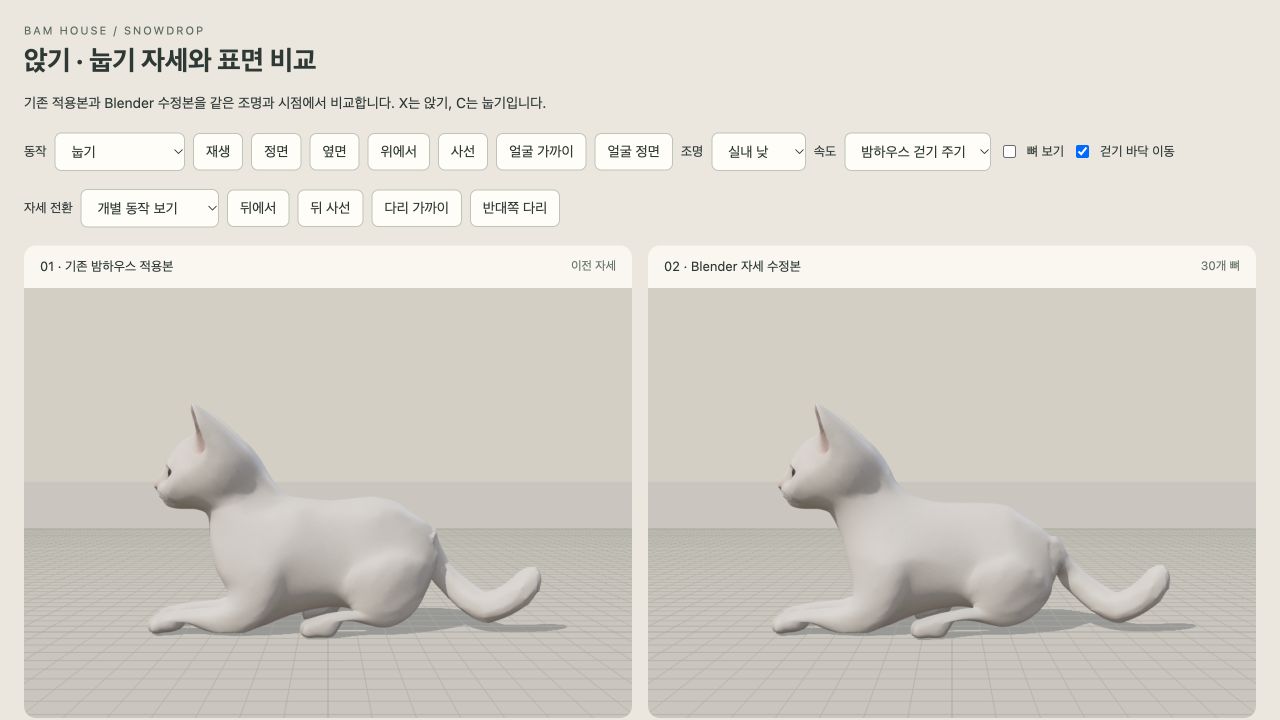 BAM HOUSE / SNOWDROP
앉기 · 눕기 자세와 표면 비교
기존 적용본과 Blender 수정본을 같은 조명과 시점에서 비교합니다. X는 앉기, C는 눕기입니다.
동작 눕기 재생 정면 옆면 위에서 사선 얼굴 가까이 얼굴 정면 조명 실내 낮 속도 밤하우스 걷기 주기 뼈 보기 걷기 바닥 이동
자세 전환 개별 동작 보기 뒤에서 뒤 사선 다리 가까이 반대쪽 다리
01 · 기존 밤하우스 적용본 이전 자세
02 · Blender 자세 수정본 30개 뼈